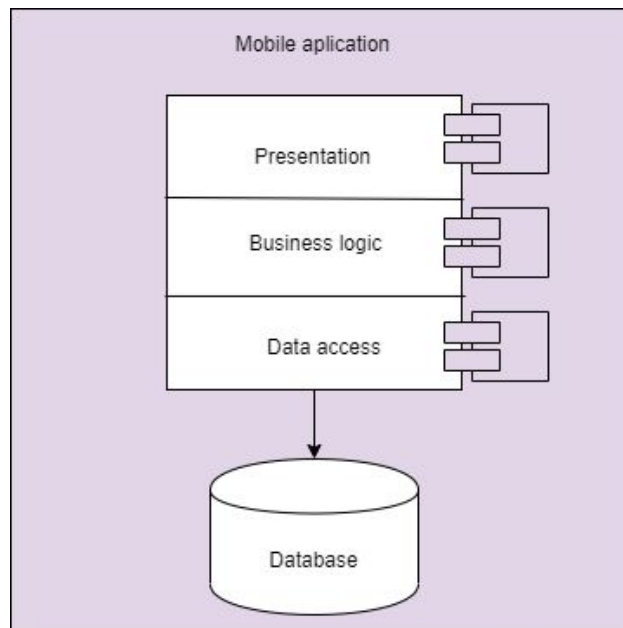 Mobile aplication
Presentation
Business logic
Data access
Database